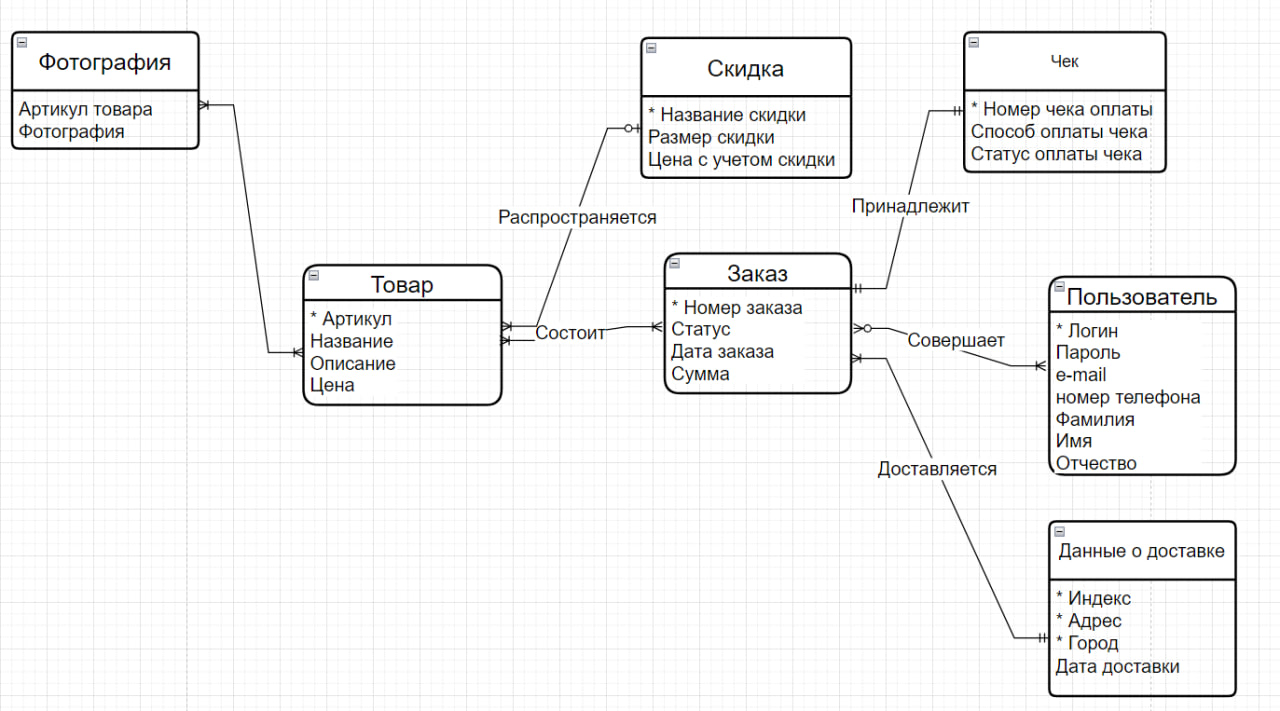 Фотография
Артикул товара
Фотография
Скидка
* Название скидки
Размер скидки
Цена с учетом скидки
Чек
* Номер чека оплаты
Способ оплаты чека
Статус оплаты чека
Распространяется
Принадлежит
Товар
* Артикул
Название
Описание
Цена
Состоит
Заказ
* Номер заказа
Статус
Дата заказа
Сумма
Совершает
Пользователь
* Логин
Пароль
e-mail
номер телефона
Фамилия
Имя
Отчество
Доставляется
Данные о доставке
* Индекс
* Адрес
* Город
Дата доставки